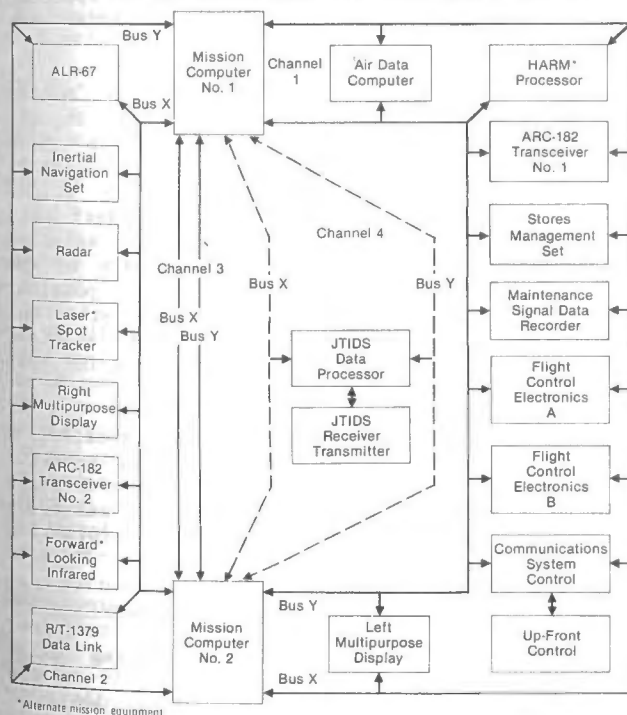 Bus Y
ALR-67
Bus X
Mission
Computer
No. 1
Channel
1
Air Data
Computer
HARM*
Processor
Inertial
Navigation
Set
Radar
Laser*
Spot
Tracker
Right
Multipurpose
Display
ARC-182
Transceiver
No. 2
Forward*
Looking
Infrared
R/T-1379
Data Link
Channel 2
Channel 3
Bus X
Bus Y
Channel 4
Bus X
Bus Y
JTIDS
Data
Processor
JTIDS
Receiver
Transmitter
ARC-182
Transceiver
No. 1
Stores
Management
Set
Maintenance
Signal Data
Recorder
Flight
Control
Electronics
A
Flight
Control
Electronics
B
Communications
System
Control
Up-Front
Control
Mission
Computer
No. 2
Bus Y
Left
Multipurpose
Display
Bus X
*Alternate mission equipment